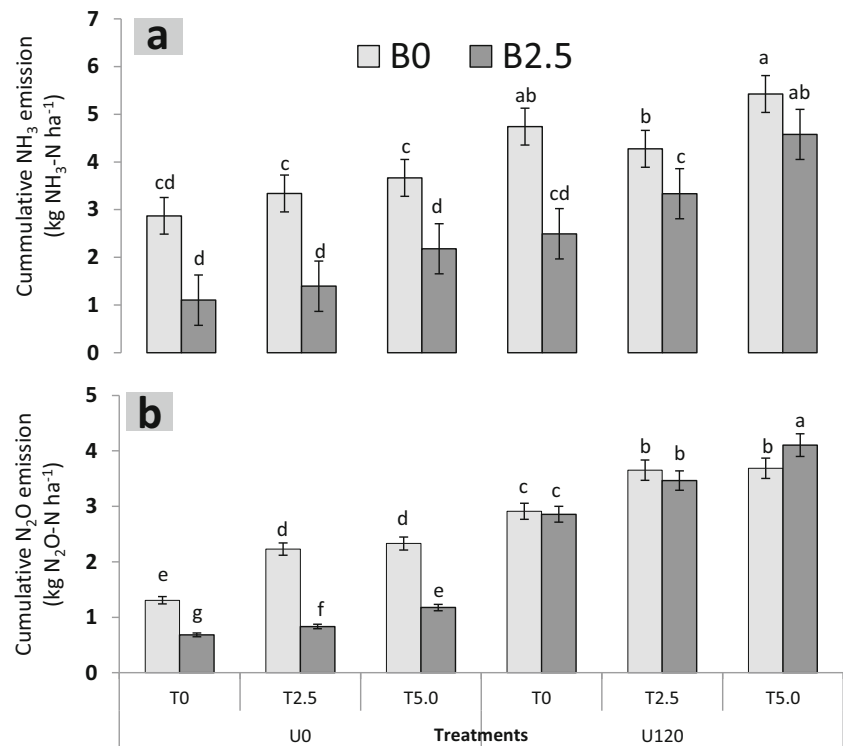 a
B0 B2.5
Cummulative NH₃ emission
(kg NH₃-N ha⁻¹)
7
6
5
4
3
2
1
0
cd
d
c
d
c
d
ab
cd
b
c
a
ab
b
Cumulative N₂O emission
(kg N₂O-N ha⁻¹)
5
4
3
2
1
0
e
g
d
f
d
e
c
c
b
b
b
a
T0 T2.5 T5.0 T0 T2.5 T5.0
U0 Treatments U120